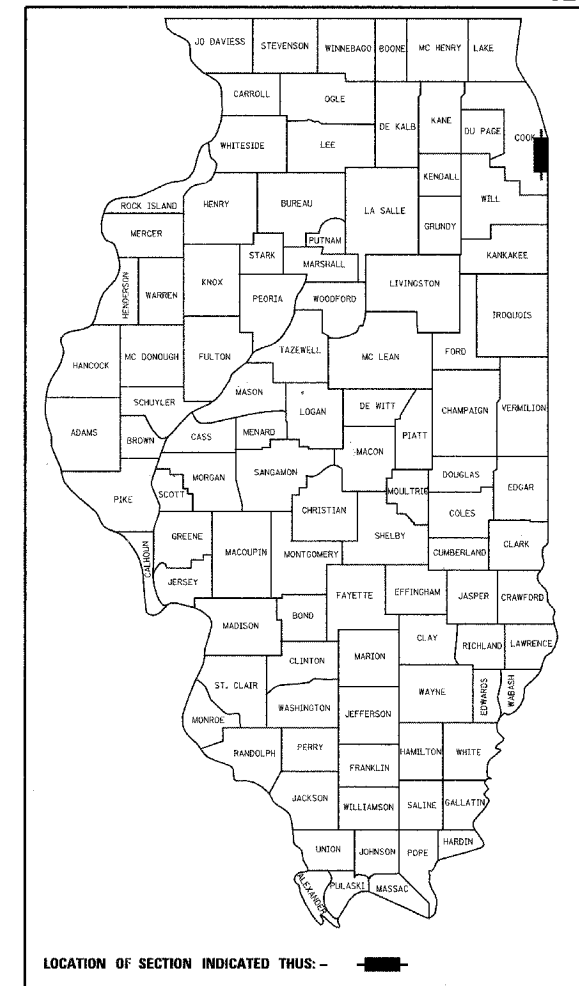 JO DAVIESS
STEVENSON
WINNEBAGO
BOONE
MC HENRY
LAKE
CARROLL
OGLE
DE KALB
KANE
DU PAGE
COOK
WHITESIDE
LEE
KENDALL
WILL
ROCK ISLAND
HENRY
BUREAU
LA SALLE
GRUNDY
MERCER
PUTNAM
STARK
MARSHALL
KANKAKEE
HENDERSON
WARREN
KNOX
PEORIA
WOODFORD
LIVINGSTON
IROQUOIS
HANCOCK
MC DONOUGH
FULTON
TAZEWELL
MC LEAN
FORD
SCHUYLER
MASON
LOGAN
DE WITT
CHAMPAIGN
VERMILION
ADAMS
BROWN
CASS
MENARD
MACON
PIATT
PIKE
SCOTT
MORGAN
SANGAMON
CHRISTIAN
MOULTRIE
DOUGLAS
EDGAR
COLES
CALHOUN
GREENE
MACOUPIN
MONTGOMERY
SHELBY
CUMBERLAND
CLARK
JERSEY
MADISON
BOND
FAYETTE
EFFINGHAM
JASPER
CRAWFORD
CLAY
RICHLAND
LAWRENCE
CLINTON
MARION
ST. CLAIR
WAYNE
EDWARDS
WABASH
MONROE
WASHINGTON
JEFFERSON
RANDOLPH
PERRY
HAMILTON
WHITE
FRANKLIN
JACKSON
WILLIAMSON
SALINE
GALLATIN
UNION
JOHNSON
POPE
HARDIN
ALEXANDER
PULASKI
MASSAC
LOCATION OF SECTION INDICATED THUS: -